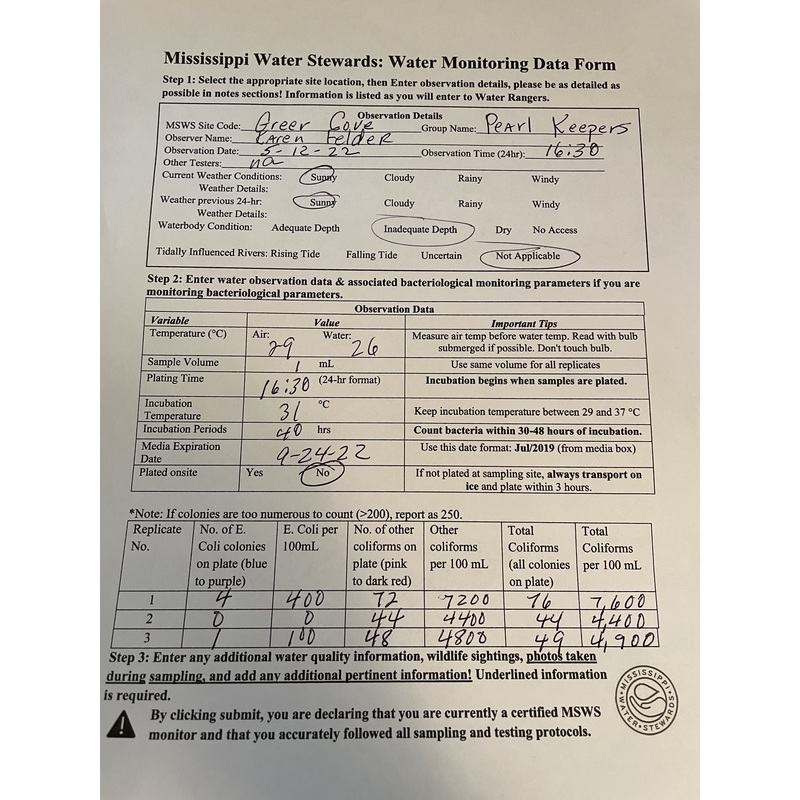 Mississippi Water Stewards: Water Monitoring Data Form
Step 1: Select the appropriate site location, then Enter observation details, please be as detailed as
possible in notes sections! Information is listed as you will enter to Water Rangers.
Observation Details
MSWS Site Code: Greer Cove Group Name: Pearl Keepers
Observer Name: Karen Felder
Observation Date: 5-12-22 Observation Time (24hr): 16:30
Other Testers: na
Current Weather Conditions: Sunny Cloudy Rainy Windy
Weather Details:
Weather previous 24-hr: Sunny Cloudy Rainy Windy
Weather Details:
Waterbody Condition: Adequate Depth Inadequate Depth Dry No Access
Tidally Influenced Rivers: Rising Tide Falling Tide Uncertain Not Applicable
Step 2: Enter water observation data & associated bacteriological monitoring parameters if you are
monitoring bacteriological parameters.
Observation Data
Variable Value Important Tips
Temperature (°C) Air: 29 Water: 26 Measure air temp before water temp. Read with bulb
submerged if possible. Don't touch bulb.
Sample Volume 1 mL Use same volume for all replicates
Plating Time 16:30 (24-hr format) Incubation begins when samples are plated.
Incubation
Temperature 31 °C Keep incubation temperature between 29 and 37 °C
Incubation Periods 40 hrs Count bacteria within 30-48 hours of incubation.
Media Expiration
Date 9-24-22 Use this date format: Jul/2019 (from media box)
Plated onsite Yes No If not plated at sampling site, always transport on
ice and plate within 3 hours.
*Note: If colonies are too numerous to count (>200), report as 250.
Replicate No. of E. E. Coli per No. of other Other Total Total
No. Coli colonies 100mL coliforms on coliforms Coliforms Coliforms
on plate (blue plate (pink per 100 mL (all colonies per 100 mL
to purple) to dark red) on plate)
1 4 400 72 7200 76 7,600
2 0 0 44 4400 44 4,400
3 1 100 48 4800 49 4,900
Step 3: Enter any additional water quality information, wildlife sightings, photos taken
during sampling, and add any additional pertinent information! Underlined information
is required.
By clicking submit, you are declaring that you are currently a certified MSWS
monitor and that you accurately followed all sampling and testing protocols.
MISSISSIPPI
WATER STEWARDS